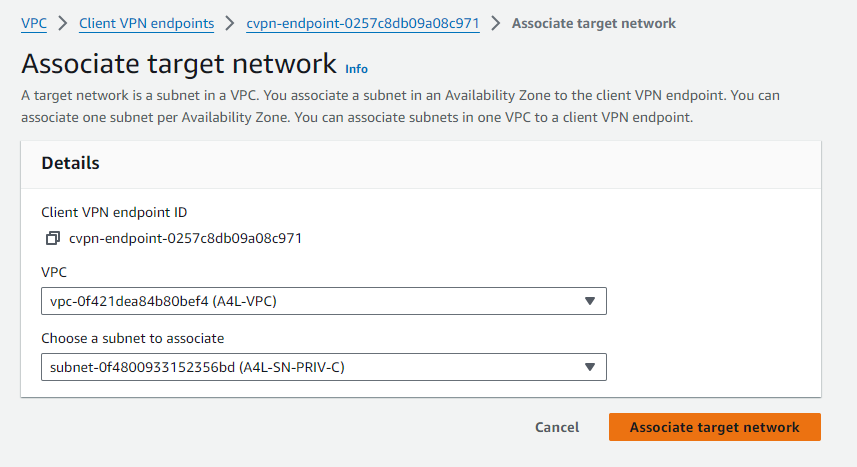 VPC > Client VPN endpoints > cvpn-endpoint-0257c8db09a08c971 > Associate target network
Associate target network Info
A target network is a subnet in a VPC. You associate a subnet in an Availability Zone to the client VPN endpoint. You can
associate one subnet per Availability Zone. You can associate subnets in one VPC to a client VPN endpoint.
Details
Client VPN endpoint ID
cvpn-endpoint-0257c8db09a08c971
VPC
vpc-0f421dea84b80bef4 (A4L-VPC)
Choose a subnet to associate
subnet-0f4800933152356bd (A4L-SN-PRIV-C)
Cancel Associate target network